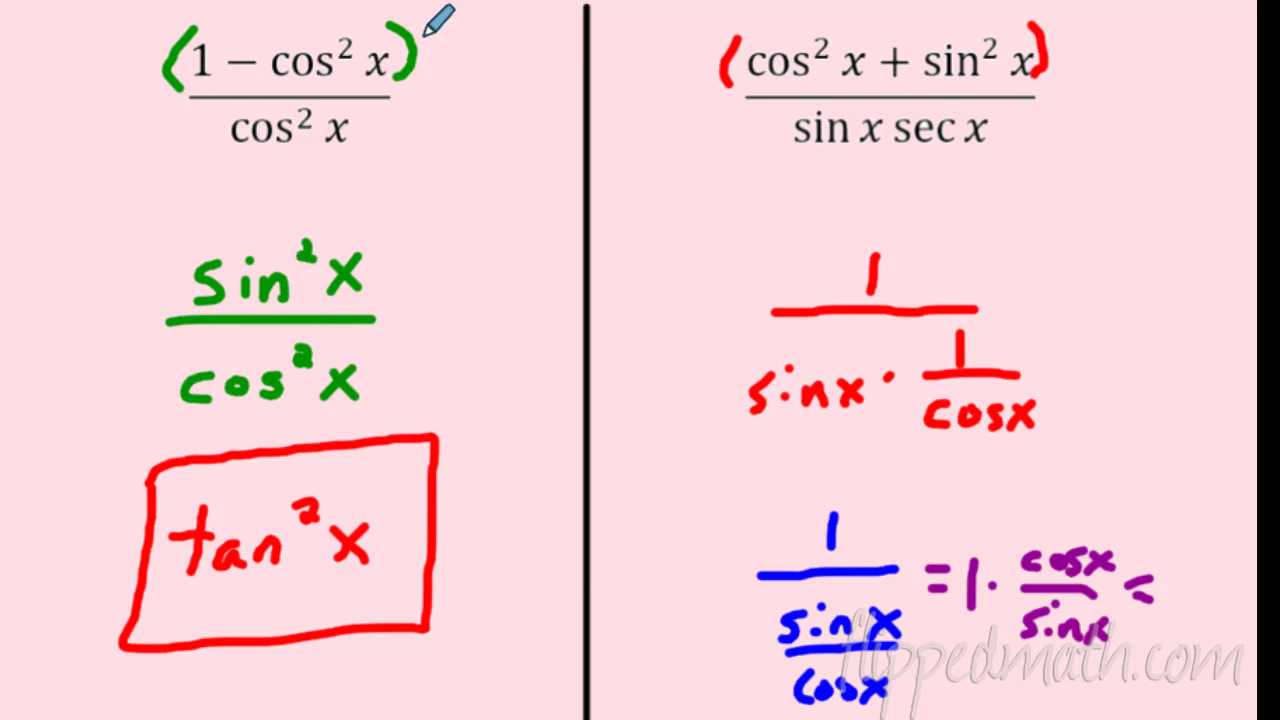 (1 − cos² x)
cos² x
sin²x
cos²x
tan²x
(cos² x + sin² x)
sin x sec x
1
sinx · 1
cosx
1
sinx
cosx
= 1 · cosx =
sinx
flippedmath.com